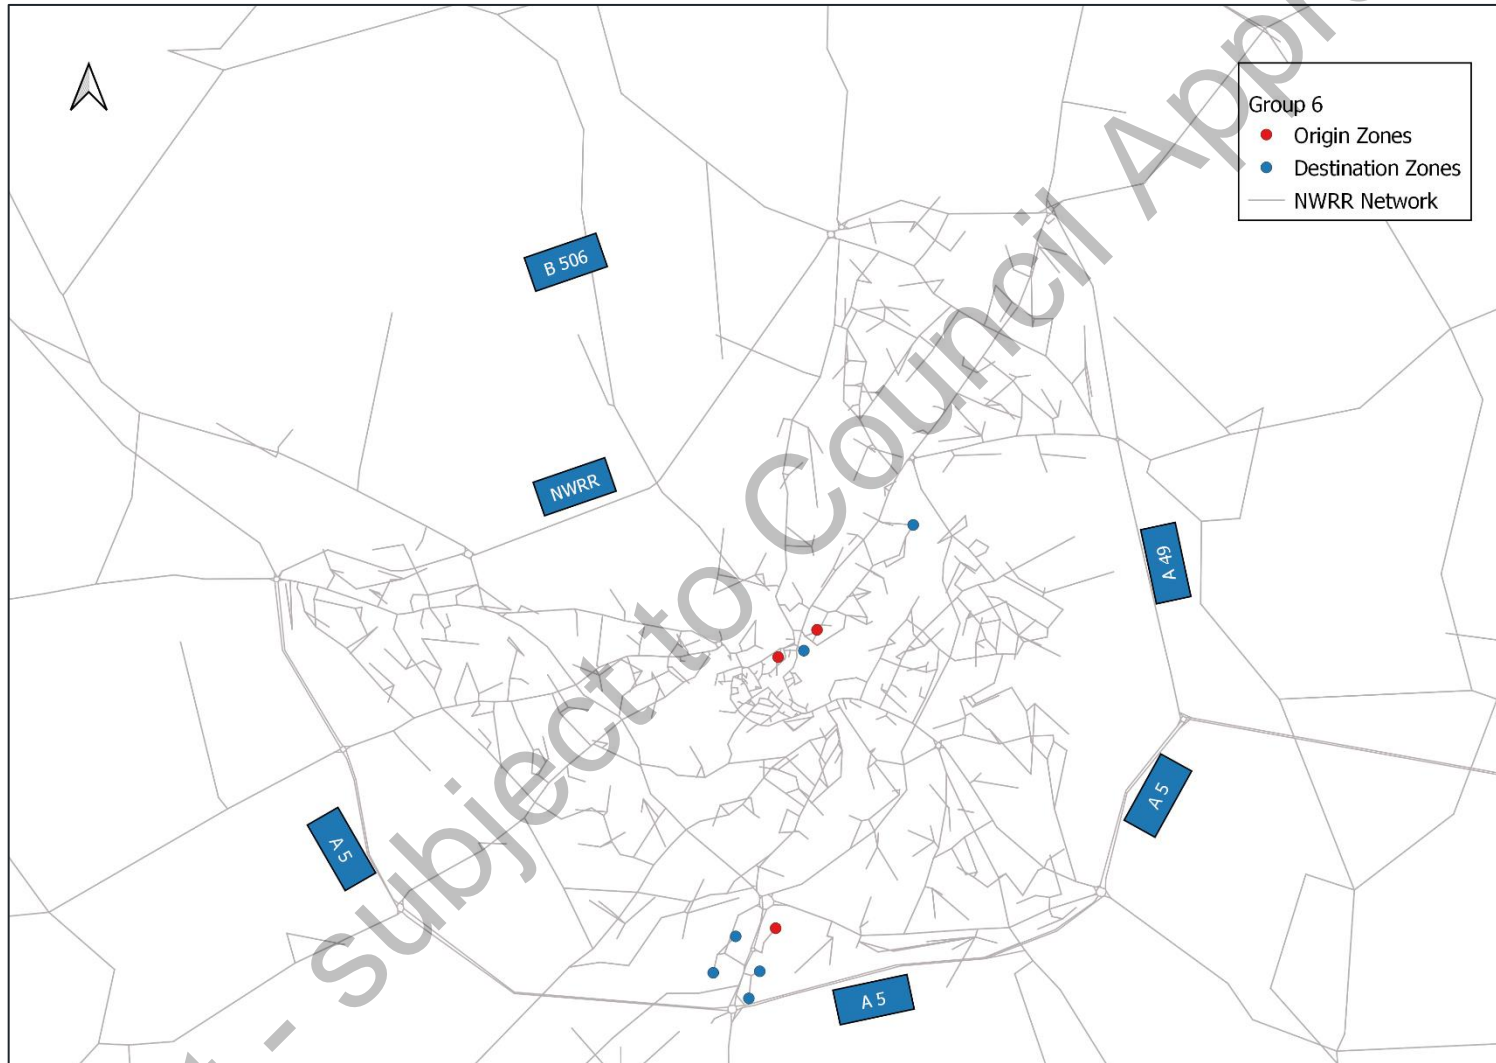 Group 6
Origin Zones
Destination Zones
NWRR Network
B 506
NWRR
A 49
A 5
A 5
A 5
- subject to Council Appr